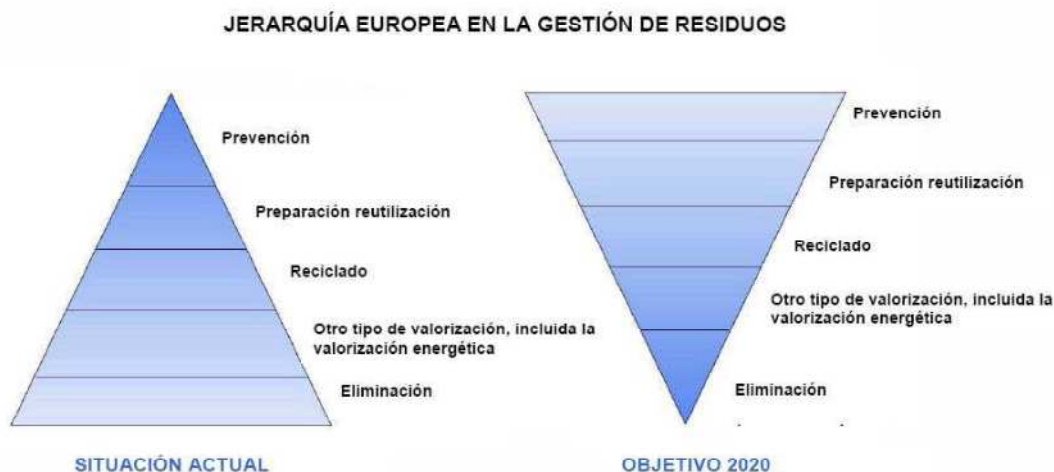 JERARQUÍA EUROPEA EN LA GESTIÓN DE RESIDUOS
Prevención
Preparación reutilización
Reciclado
Otro tipo de valorización, incluida la
valorización energética
Eliminación
SITUACIÓN ACTUAL
Prevención
Preparación reutilización
Reciclado
Otro tipo de valorización, incluida la
valorización energética
Eliminación
OBJETIVO 2020